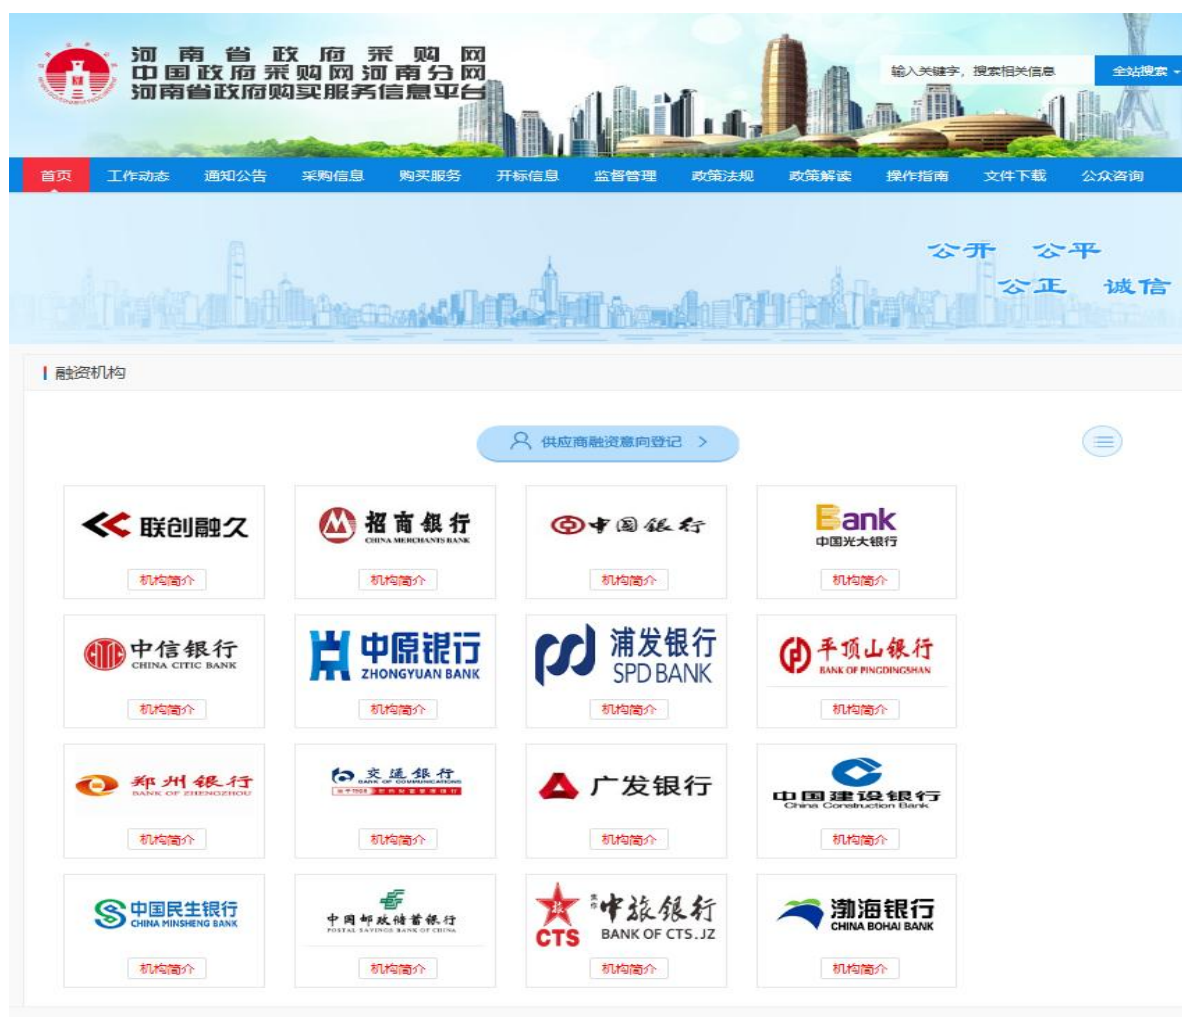 河南省政府采购网
中国政府采购网河南分网
河南省政府购买服务信息平台
输入关键字，搜索相关信息 全站搜索
首页 工作动态 通知公告 采购信息 购买服务 开标信息 监督管理 政策法规 政策解读 操作指南 文件下载 公众咨询
公开 公平
公正 诚信
融资机构
供应商融资意向登记 >
联创融久
机构简介
招商银行
CHINA MERCHANTS BANK
机构简介
中国银行
机构简介
Bank
中国光大银行
机构简介
中信银行
CHINA CITIC BANK
机构简介
中原银行
ZHONGYUAN BANK
机构简介
浦发银行
SPD BANK
机构简介
平顶山银行
BANK OF PINGDINGSHAN
机构简介
郑州银行
BANK OF ZHENGZHOU
机构简介
交通银行
BANK OF COMMUNICATIONS
机构简介
广发银行
机构简介
中国建设银行
China Construction Bank
机构简介
中国民生银行
CHINA MINSHENG BANK
机构简介
中国邮政储蓄银行
POSTAL SAVINGS BANK OF CHINA
机构简介
旅
CTS
焦作
中旅银行
BANK OF CTS.JZ
机构简介
渤海银行
CHINA BOHAI BANK
机构简介